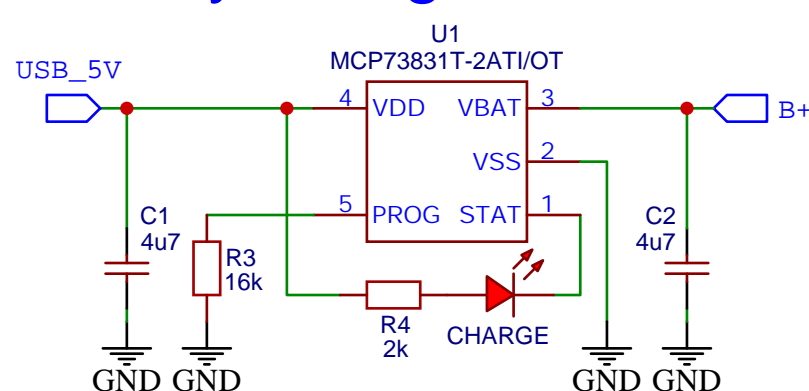 U1
MCP73831T-2ATI/OT
USB_5V
4 VDD VBAT 3
B+
VSS 2
5 PROG STAT 1
C1
4u7
R3
16k
C2
4u7
R4
2k
CHARGE
GND GND GND GND